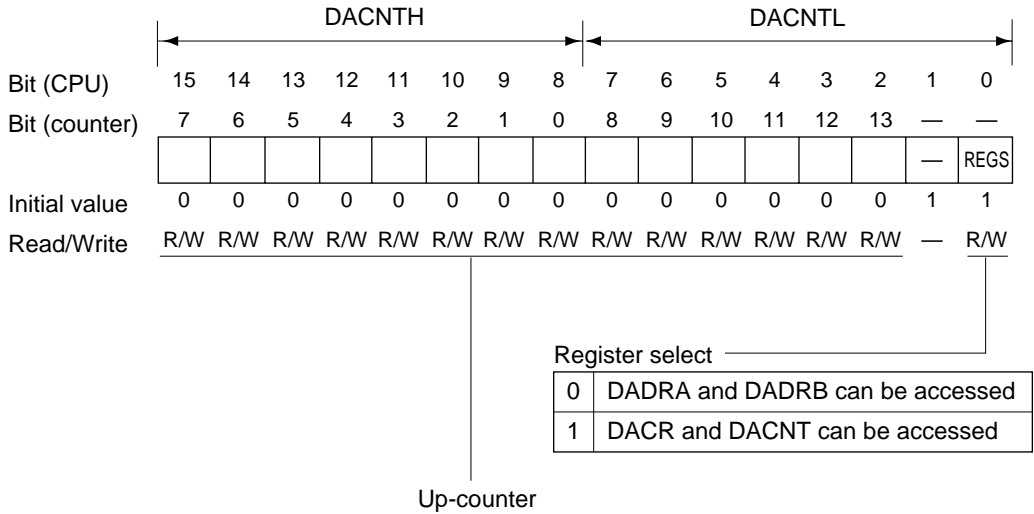 DACNTH DACNTL
Bit (CPU) 15 14 13 12 11 10 9 8 7 6 5 4 3 2 1 0
Bit (counter) 7 6 5 4 3 2 1 0 8 9 10 11 12 13 — —
— REGS
Initial value 0 0 0 0 0 0 0 0 0 0 0 0 0 0 1 1
Read/Write R/W R/W R/W R/W R/W R/W R/W R/W R/W R/W R/W R/W R/W R/W — R/W
Register select
0 DADRA and DADRB can be accessed
1 DACR and DACNT can be accessed
Up-counter